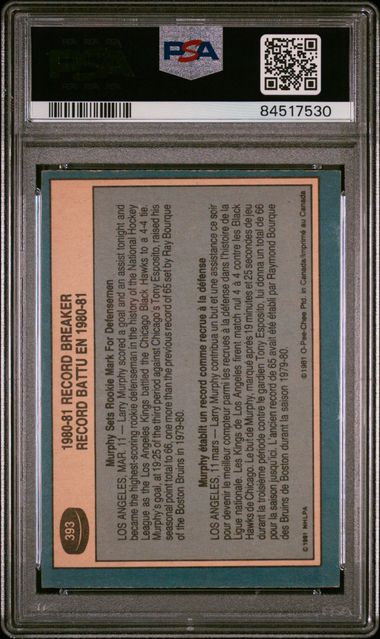 PSA
84517530
393
1980-81 RECORD BREAKER
RECORD BATTU EN 1980-81
Murphy Sets Rookie Mark For Defensemen
LOS ANGELES, MAR. 11 — Larry Murphy scored a goal and an assist tonight and
became the highest-scoring rookie defenseman in the history of the National Hockey
League as the Los Angeles Kings battled the Chicago Black Hawks to a 4-4 tie.
Murphy's goal, at 19:25 of the third period against Chicago's Tony Esposito, raised his
seasonal point total to 66, one more than the previous record of 65 set by Ray Bourque
of the Boston Bruins in 1979-80.
Murphy établit un record comme recrue à la défense
LOS ANGELES, 11 mars — Larry Murphy contribua un but et une assistance ce soir
pour devenir le meilleur compteur parmi les recrues à la défense dans l'histoire de la
Ligue nationale. Les Kings de Los Angeles firent match nul 4 à 4 contre les Black
Hawks de Chicago. Le but de Murphy, marqué après 19 minutes et 25 secondes de jeu
durant la troisième période contre le gardien Tony Esposito, lui donna un total de 66
pour la saison jusqu'ici. L'ancien record de 65 avait été établi par Raymond Bourque
des Bruins de Boston durant la saison 1979-80.
©1981 NHLPA
©1981 O-Pee-Chee Ptd. in Canada/Imprimé au Canada